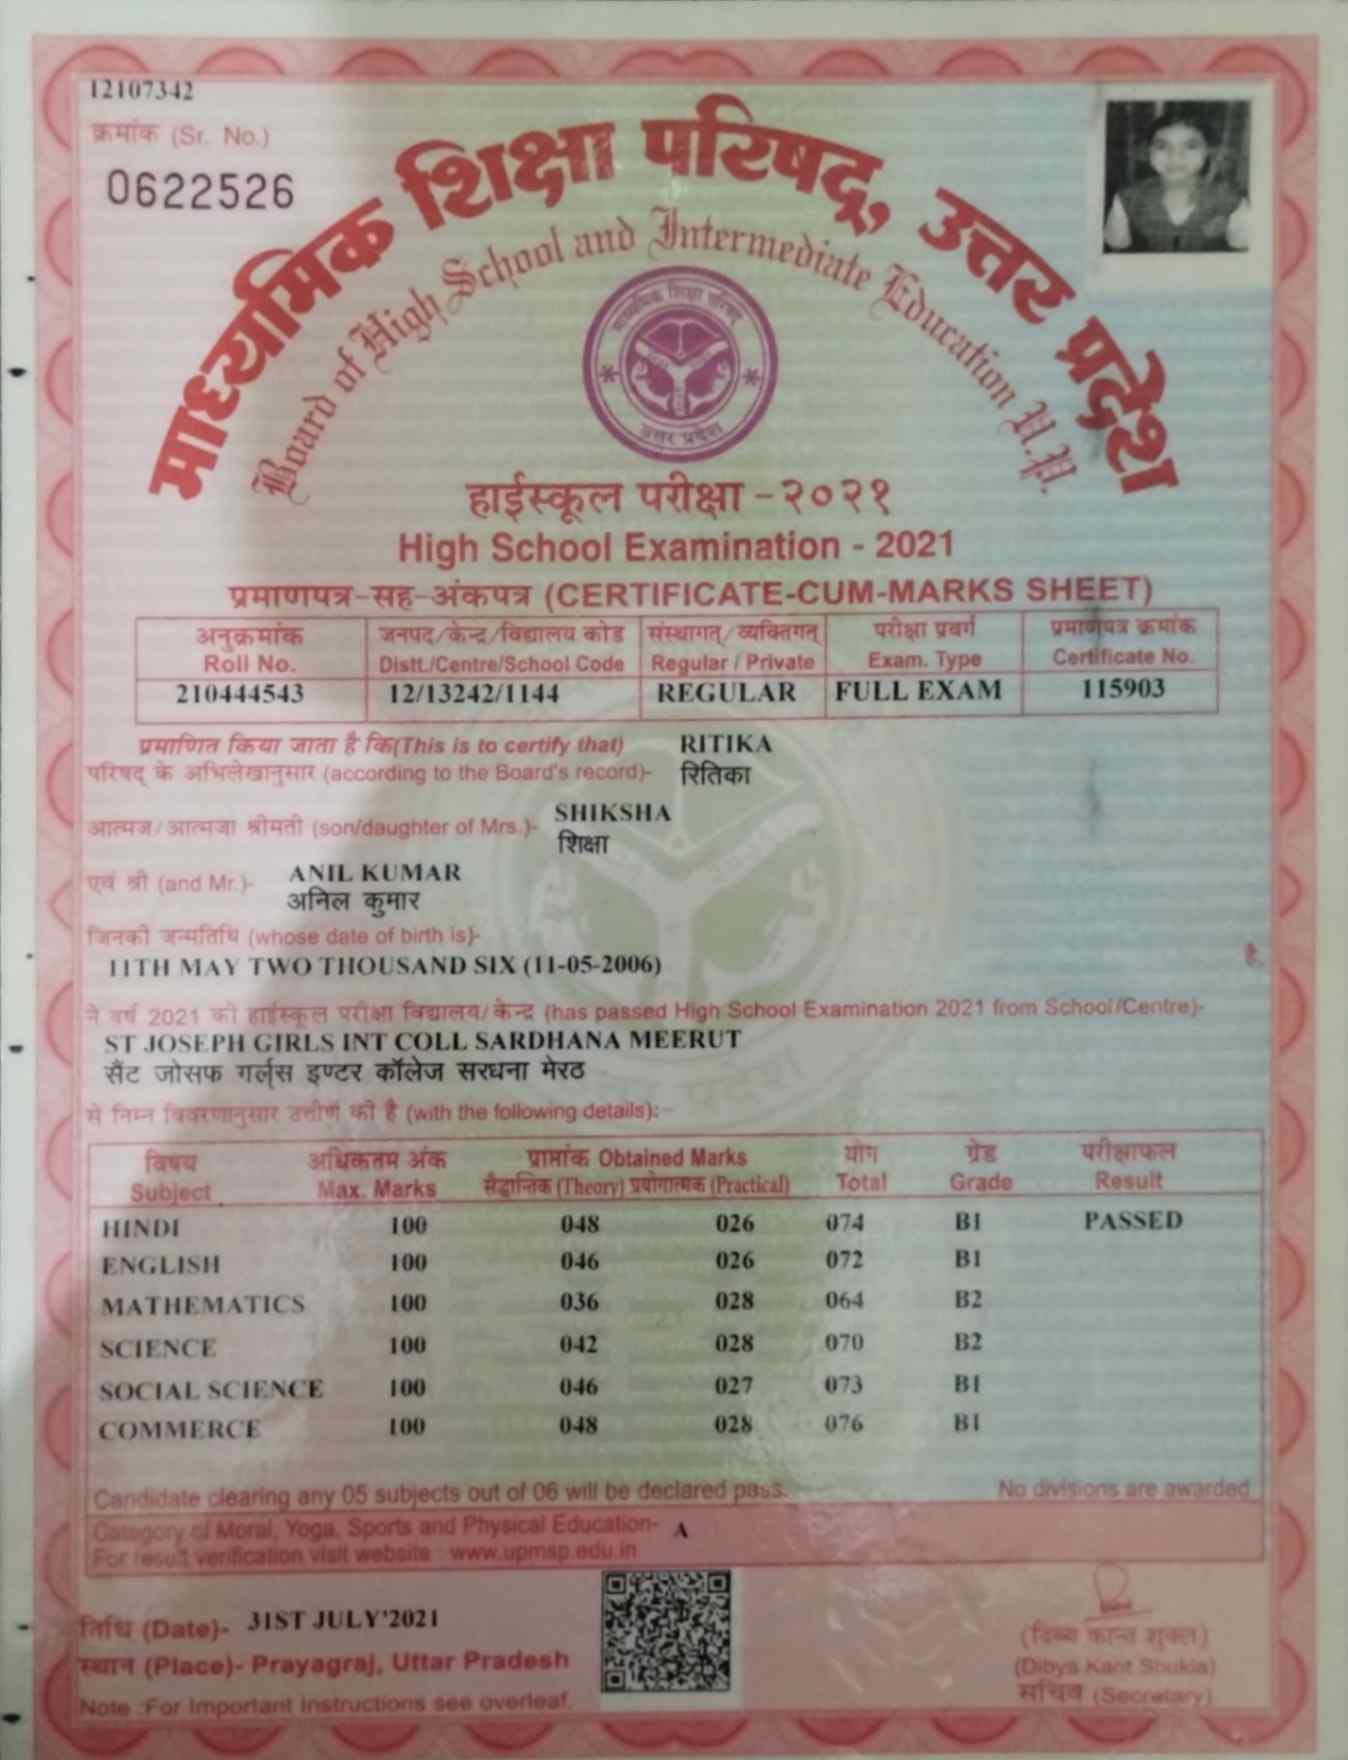 12107342
क्रमांक (Sr. No.)
0622526
माध्यमिक शिक्षा परिषद्, उत्तर प्रदेश
Board of High School and Intermediate Education U.P.
माध्यमिक शिक्षा परिषद्
उत्तर प्रदेश
हाईस्कूल परीक्षा - २०२१
High School Examination - 2021
प्रमाणपत्र-सह-अंकपत्र (CERTIFICATE-CUM-MARKS SHEET)
अनुक्रमांक जनपद/केन्द्र/विद्यालय कोड संस्थागत/व्यक्तिगत परीक्षा प्रवर्ग प्रमाणपत्र क्रमांक
Roll No. Distt./Centre/School Code Regular / Private Exam. Type Certificate No.
210444543 12/13242/1144 REGULAR FULL EXAM 115903
प्रमाणित किया जाता है कि(This is to certify that) RITIKA
परिषद् के अभिलेखानुसार (according to the Board's record)- रितिका
आत्मज/आत्मजा श्रीमती (son/daughter of Mrs.)- SHIKSHA
शिक्षा
एवं श्री (and Mr.)- ANIL KUMAR
अनिल कुमार
जिनकी जन्मतिथि (whose date of birth is)-
11TH MAY TWO THOUSAND SIX (11-05-2006) है,
ने वर्ष 2021 की हाईस्कूल परीक्षा विद्यालय/केन्द्र (has passed High School Examination 2021 from School/Centre)-
ST JOSEPH GIRLS INT COLL SARDHANA MEERUT
सैंट जोसफ गर्ल्स इण्टर कॉलेज सरधना मेरठ
से निम्न विवरणानुसार उत्तीर्ण की है (with the following details):-
विषय अधिकतम अंक प्राप्तांक Obtained Marks योग ग्रेड परीक्षाफल
Subject Max. Marks सैद्धान्तिक (Theory) प्रयोगात्मक (Practical) Total Grade Result
HINDI 100 048 026 074 B1 PASSED
ENGLISH 100 046 026 072 B1
MATHEMATICS 100 036 028 064 B2
SCIENCE 100 042 028 070 B2
SOCIAL SCIENCE 100 046 027 073 B1
COMMERCE 100 048 028 076 B1
Candidate clearing any 05 subjects out of 06 will be declared pass. No divisions are awarded
Category of Moral, Yoga, Sports and Physical Education- A
For result verification visit website : www.upmsp.edu.in
तिथि (Date)- 31ST JULY'2021
स्थान (Place)- Prayagraj, Uttar Pradesh
Note :For Important Instructions see overleaf.
(दिब्य कान्त शुक्ल)
(Dibya Kant Shukla)
सचिव (Secretary)